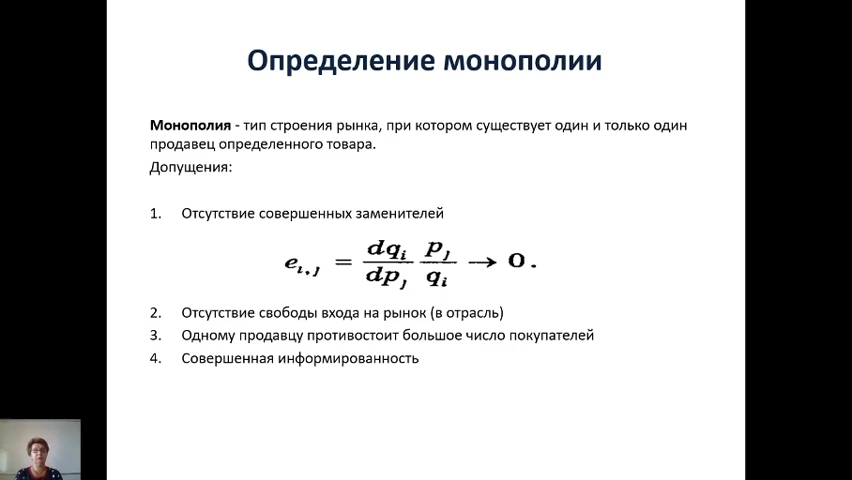 Определение монополии
Монополия - тип строения рынка, при котором существует один и только один
продавец определенного товара.
Допущения:
1. Отсутствие совершенных заменителей
e_{i,j} = \frac{dq_i}{dp_j} \frac{p_j}{q_i} → 0.
2. Отсутствие свободы входа на рынок (в отрасль)
3. Одному продавцу противостоит большое число покупателей
4. Совершенная информированность